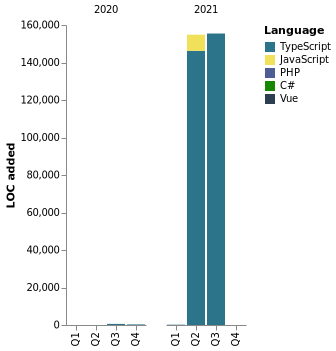 2020 2021
Language
TypeScript
JavaScript
PHP
C#
Vue
LOC added
160,000
140,000
120,000
100,000
80,000
60,000
40,000
20,000
0
Q1 Q2 Q3 Q4 Q1 Q2 Q3 Q4